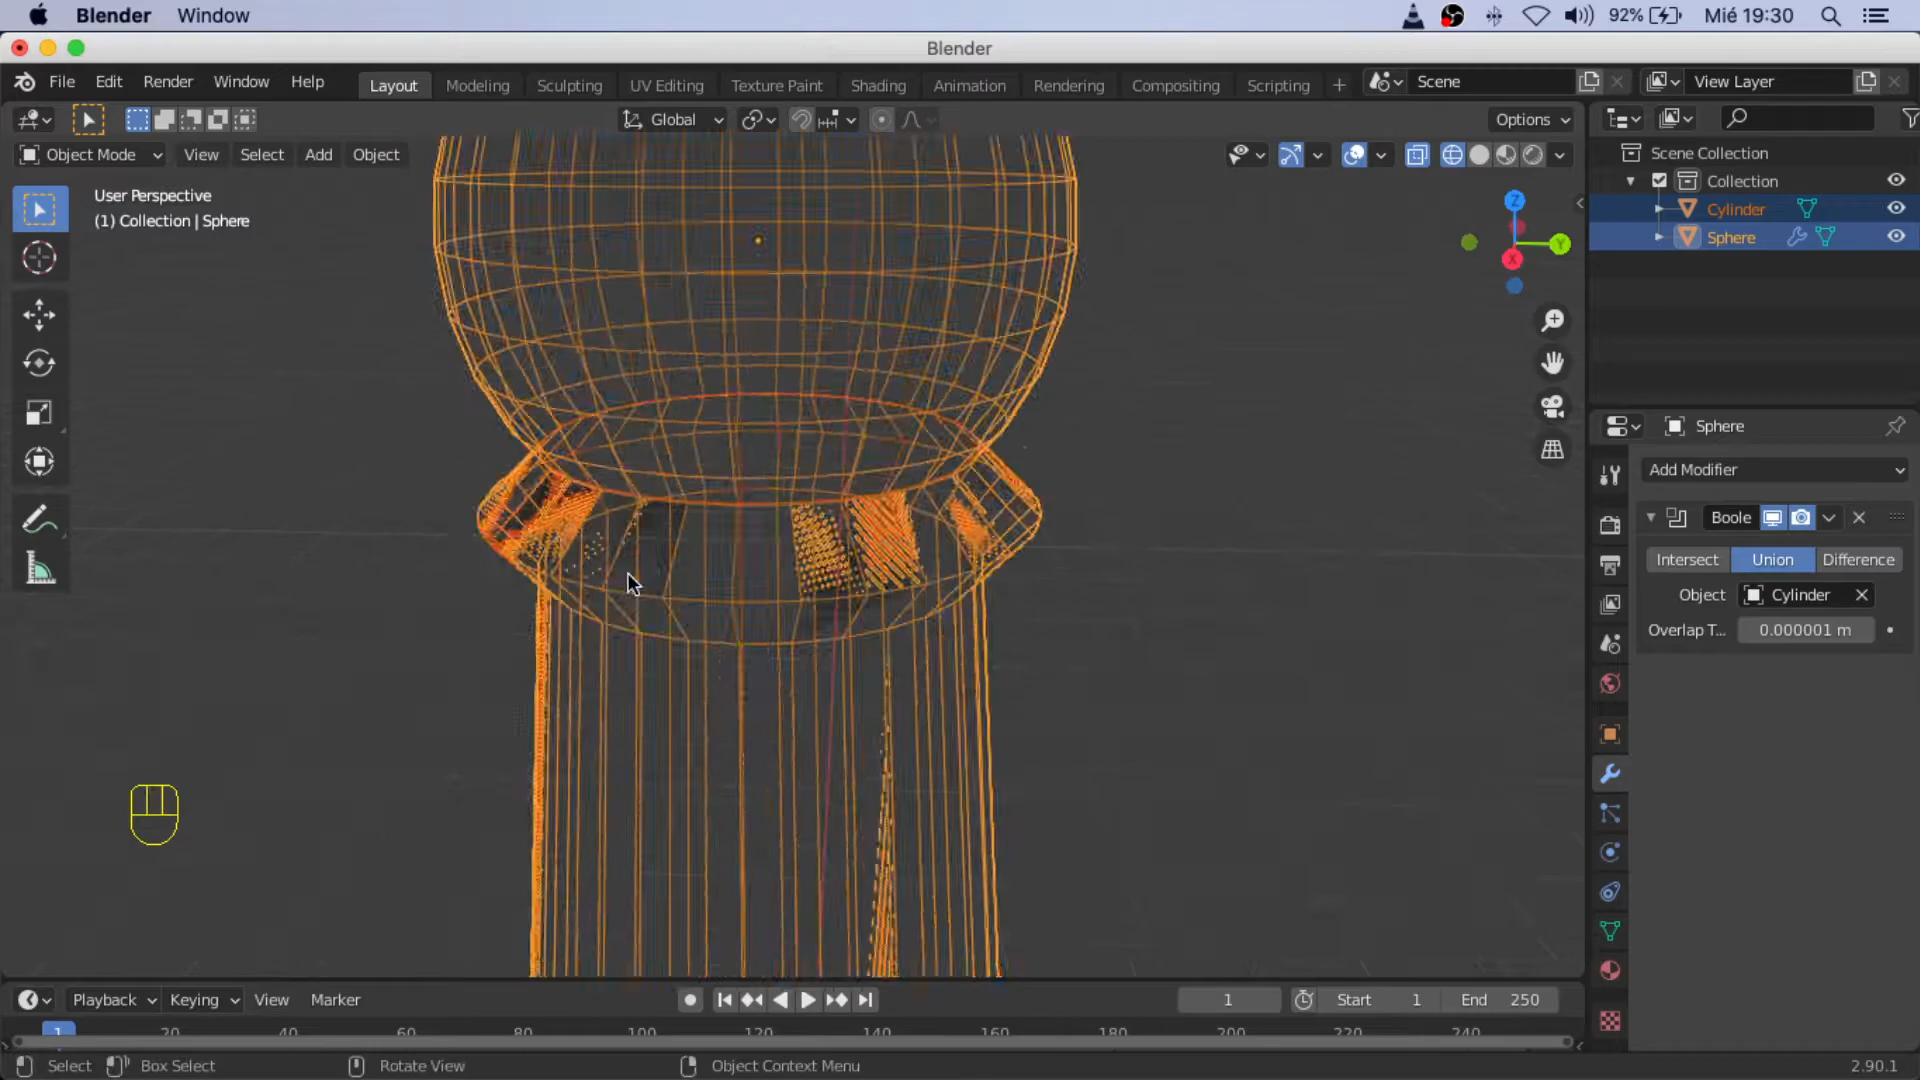 Blender Window 92% Mié 19:30
Blender
File Edit Render Window Help Layout Modeling Sculpting UV Editing Texture Paint Shading Animation Rendering Compositing Scripting + Scene View Layer
Global Options
Object Mode View Select Add Object
Scene Collection
User Perspective
(1) Collection | Sphere
Collection
Cylinder
Sphere
Z
Y
X
Sphere
Add Modifier
Boole
Intersect Union Difference
Object Cylinder
Overlap T... 0.000001 m
Playback Keying View Marker 1 Start 1 End 250
1 20 40 60 80 100 120 140 160 180 200 220 240
Select Box Select Rotate View Object Context Menu 2.90.1